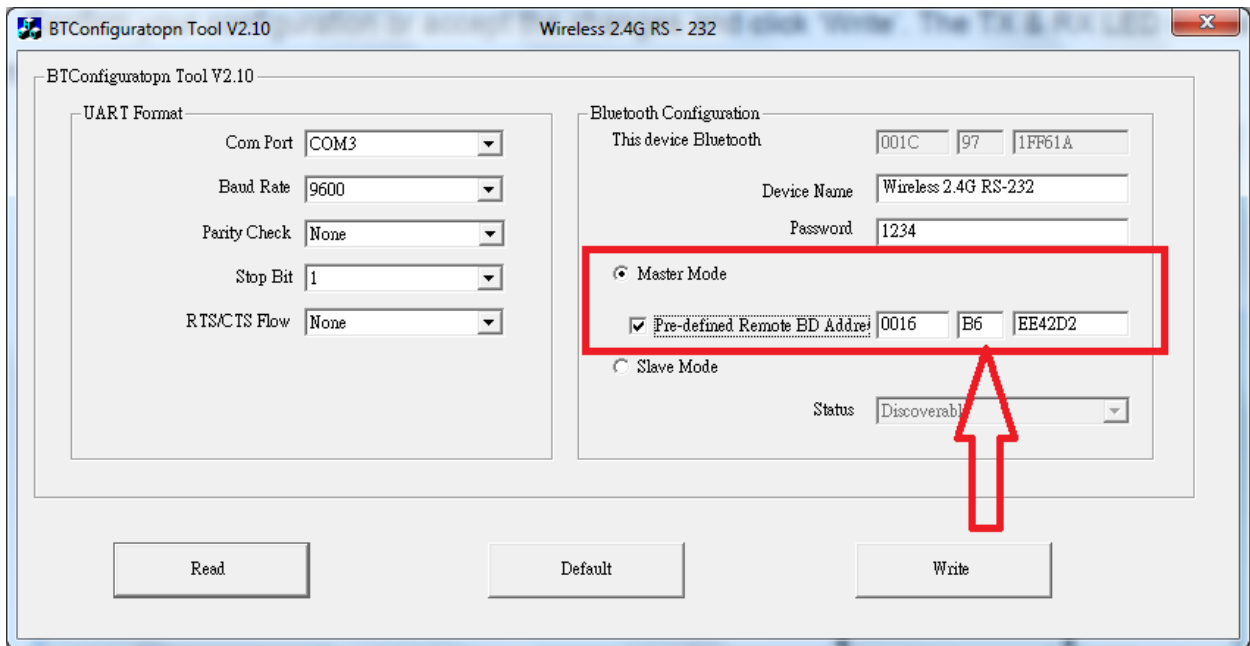 BTConfiguratopn Tool V2.10 Wireless 2.4G RS - 232
BTConfiguratopn Tool V2.10
UART Format
Com Port COM3
Baud Rate 9600
Parity Check None
Stop Bit 1
RTS/CTS Flow None
Bluetooth Configuration
This device Bluetooth 001C 97 1FF61A
Device Name Wireless 2.4G RS-232
Password 1234
Master Mode
Pre-defined Remote BD Addre 0016 B6 EE42D2
Slave Mode
Status Discoverabl
Read Default Write